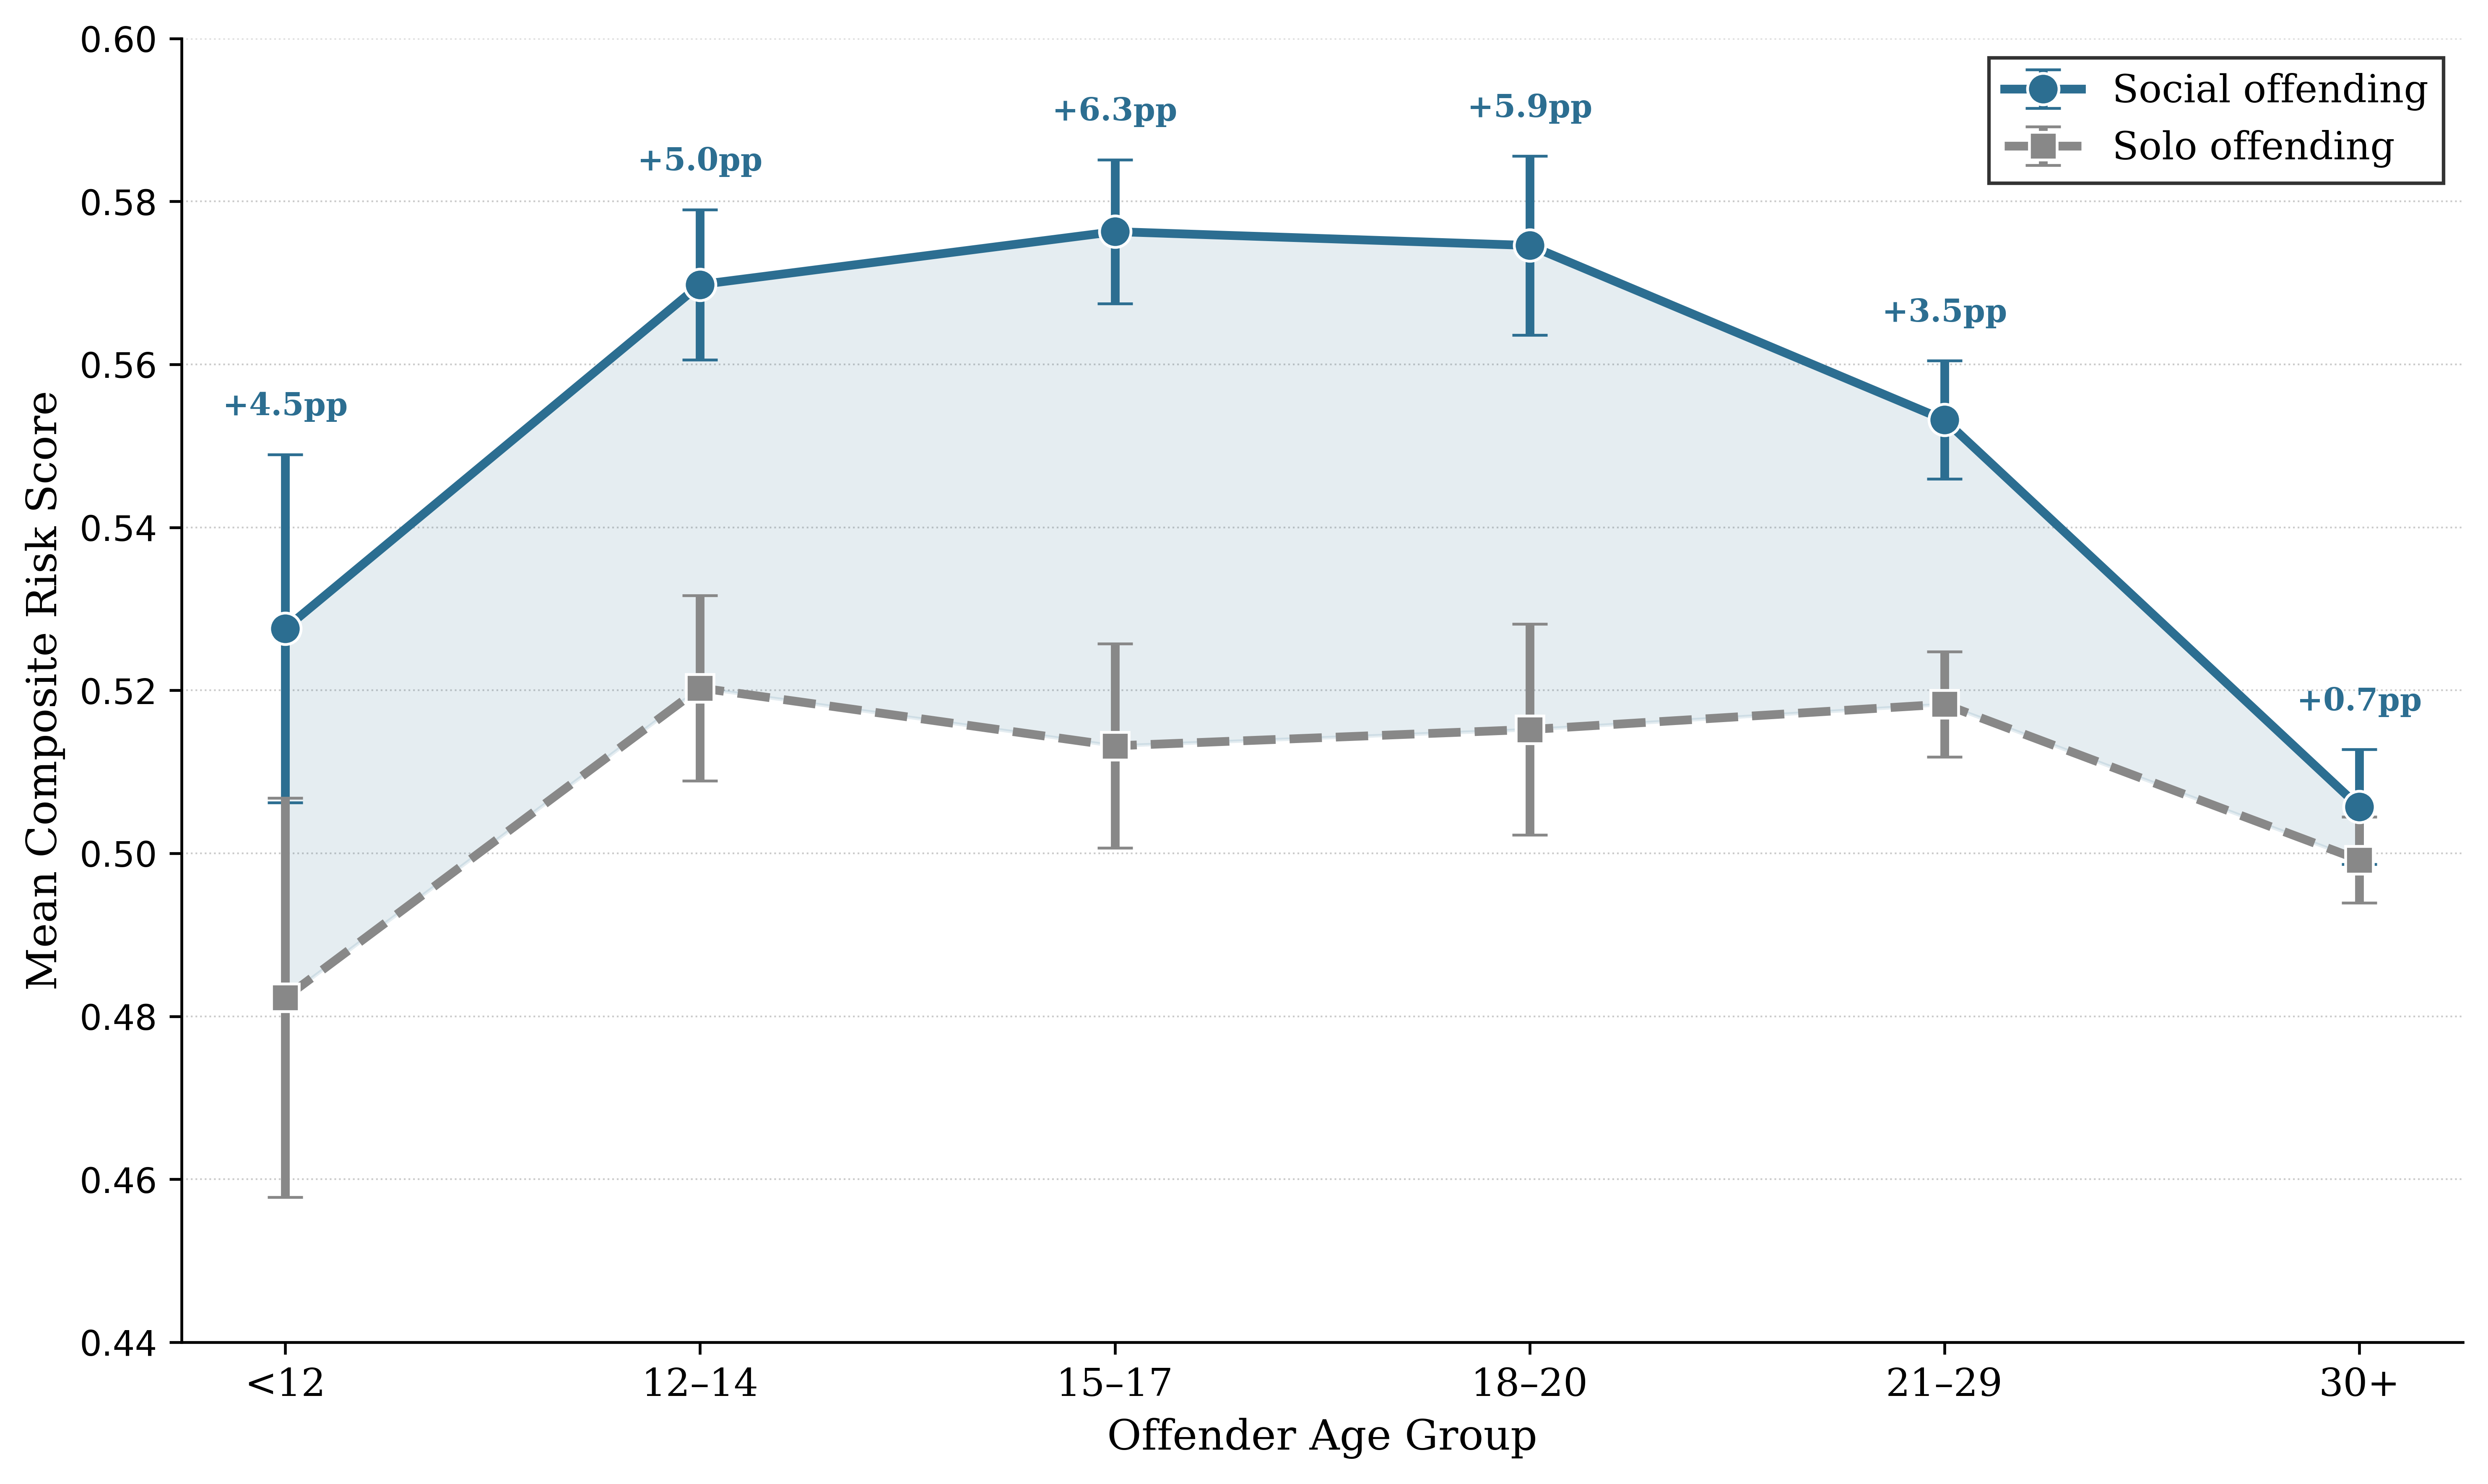 0.60
0.58
0.56
0.54
0.52
0.50
0.48
0.46
0.44
Mean Composite Risk Score
+4.5pp
+5.0pp
+6.3pp
+5.9pp
+3.5pp
+0.7pp
Social offending
Solo offending
<12
12–14
15–17
18–20
21–29
30+
Offender Age Group